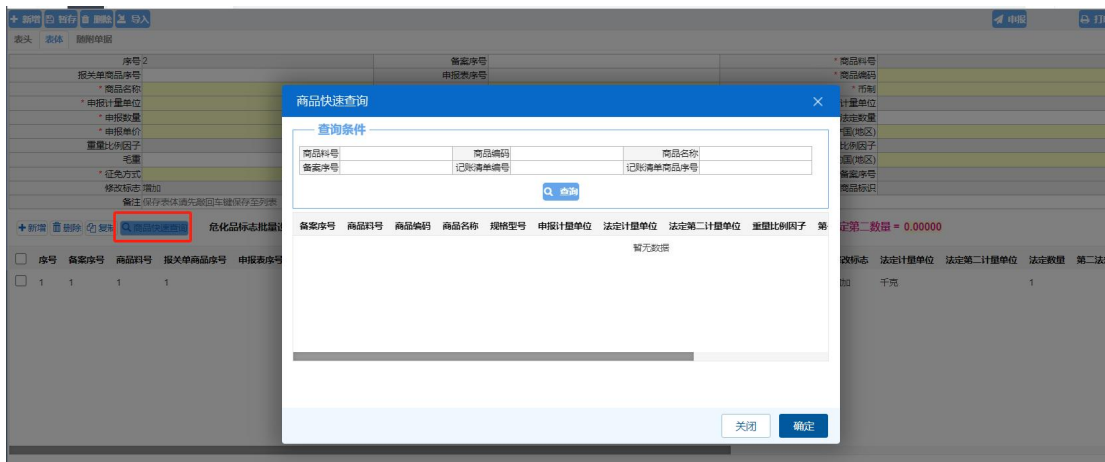 新增 暂存 删除 导入 申报
表头 表体 随附单据
序号 2 备案序号 * 商品料号
报关单商品序号 申报表序号 * 商品编码
* 商品名称 * 币制
* 申报计量单位 计量单位
* 申报数量 法定数量
* 申报单价 国(地区)
重量比例因子 比例因子
毛重 国(地区)
* 征免方式 备案序号
修改标志 增加 商品标识
备注 保存表体请先敲回车键保存至列表
商品快速查询
查询条件
商品料号 商品编码 商品名称
备案序号 记账清单编号 记账清单商品序号
查询
备案序号 商品料号 商品编码 商品名称 规格型号 申报计量单位 法定计量单位 法定第二计量单位 重量比例因子 第
暂无数据
关闭 确定
新增 删除 复制 商品快速查询 危化品标志批量 定第二数量 = 0.00000
序号 备案序号 商品料号 报关单商品序号 申报表序号 改标志 法定计量单位 法定第二计量单位 法定数量 第二法
1 1 1 1 加 千克 1